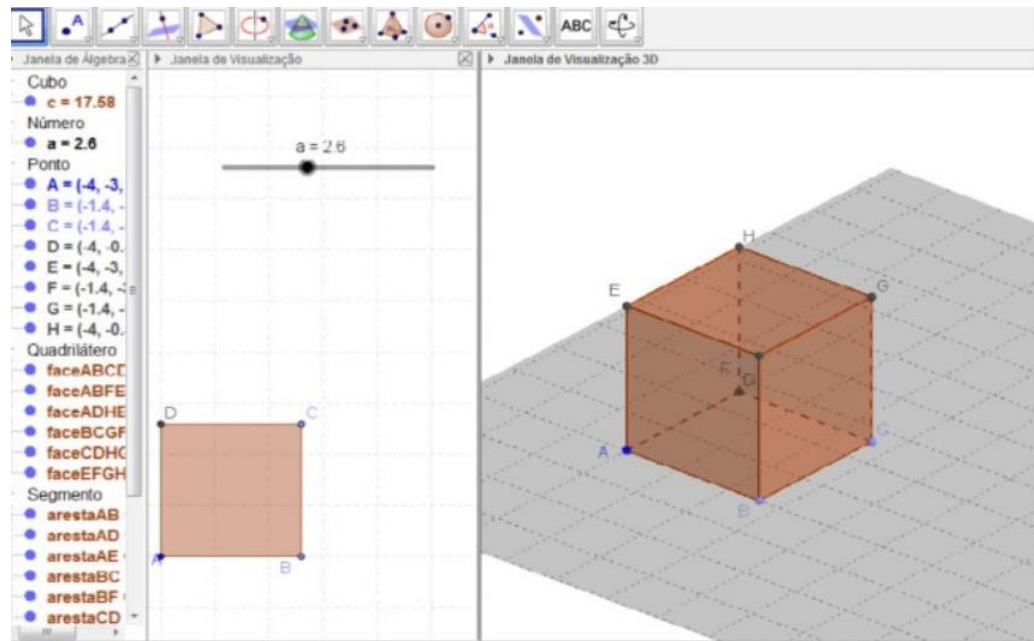 A
ABC
Janela de Álgebra
Janela de Visualização
Janela de Visualização 3D
Cubo
c = 17.58
Número
a = 2.6
Ponto
A = (-4, -3,
B = (-1.4, -
C = (-1.4, -
D = (-4, -0.
E = (-4, -3,
F = (-1.4, -
G = (-1.4, -
H = (-4, -0.
Quadrilátero
faceABCD
faceABFE
faceADHE
faceBCGF
faceCDHG
faceEFGH
Segmento
arestaAB
arestaAD
arestaAE
arestaBC
arestaBF
arestaCD
a = 2.6
D
C
A
B
H
E
G
F
D
A
C
B